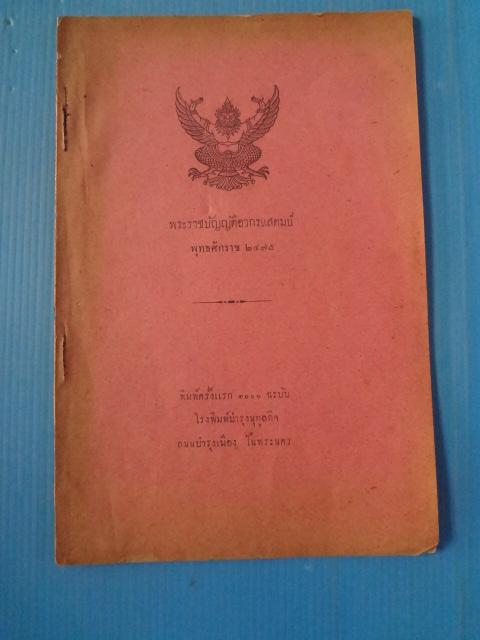 พระราชบัญญัติอากรแสตมป์
พุทธศักราช ๒๔๗๕
พิมพ์ครั้งแรก ๓๐๐๐ ฉะบับ
โรงพิมพ์บำรุงนุกูลกิจ
ถนนบำรุงเมือง ในพระนคร